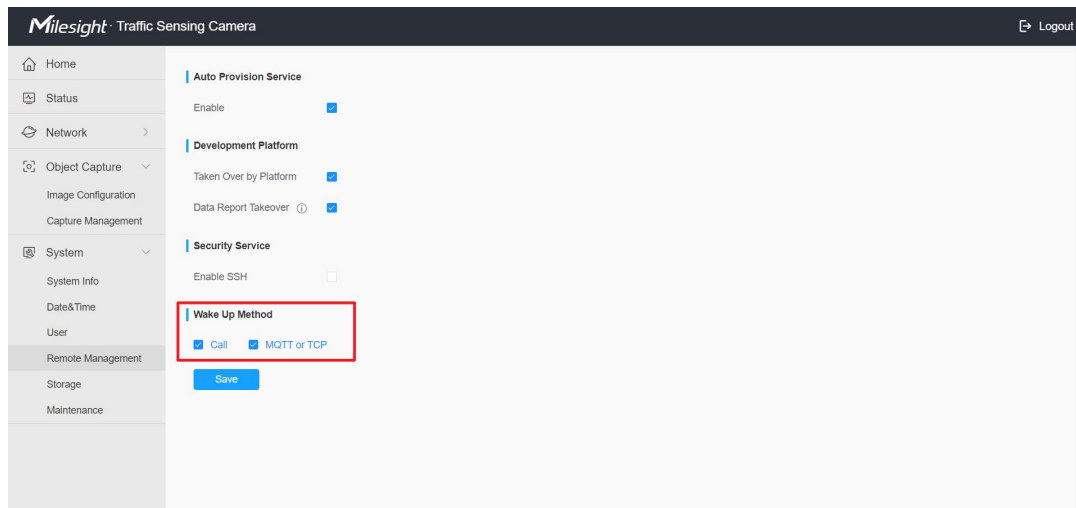 Milesight · Traffic Sensing Camera
Logout
Home
Status
Network
Object Capture
Image Configuration
Capture Management
System
System Info
Date&Time
User
Remote Management
Storage
Maintenance
Auto Provision Service
Enable
Development Platform
Taken Over by Platform
Data Report Takeover
Security Service
Enable SSH
Wake Up Method
Call MQTT or TCP
Save